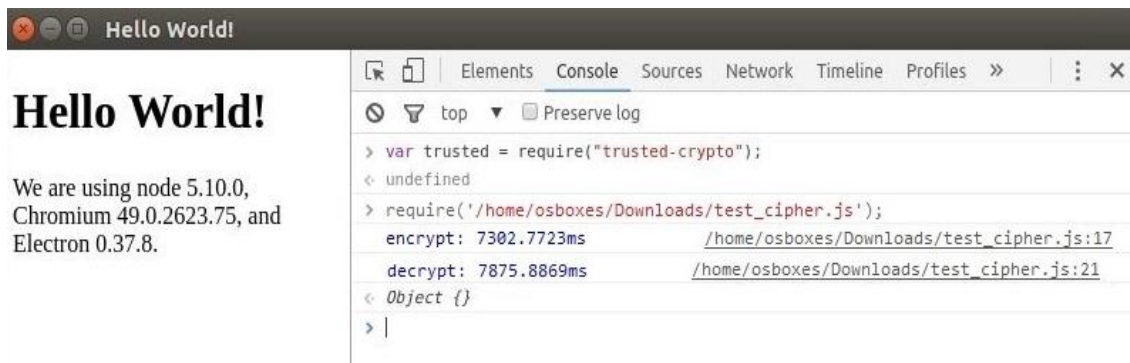 Hello World!
Elements Console Sources Network Timeline Profiles »
top ▼ Preserve log
Hello World!
We are using node 5.10.0,
Chromium 49.0.2623.75, and
Electron 0.37.8.
> var trusted = require("trusted-crypto");
< undefined
> require('/home/osboxes/Downloads/test_cipher.js');
encrypt: 7302.7723ms /home/osboxes/Downloads/test_cipher.js:17
decrypt: 7875.8869ms /home/osboxes/Downloads/test_cipher.js:21
< Object {}
>